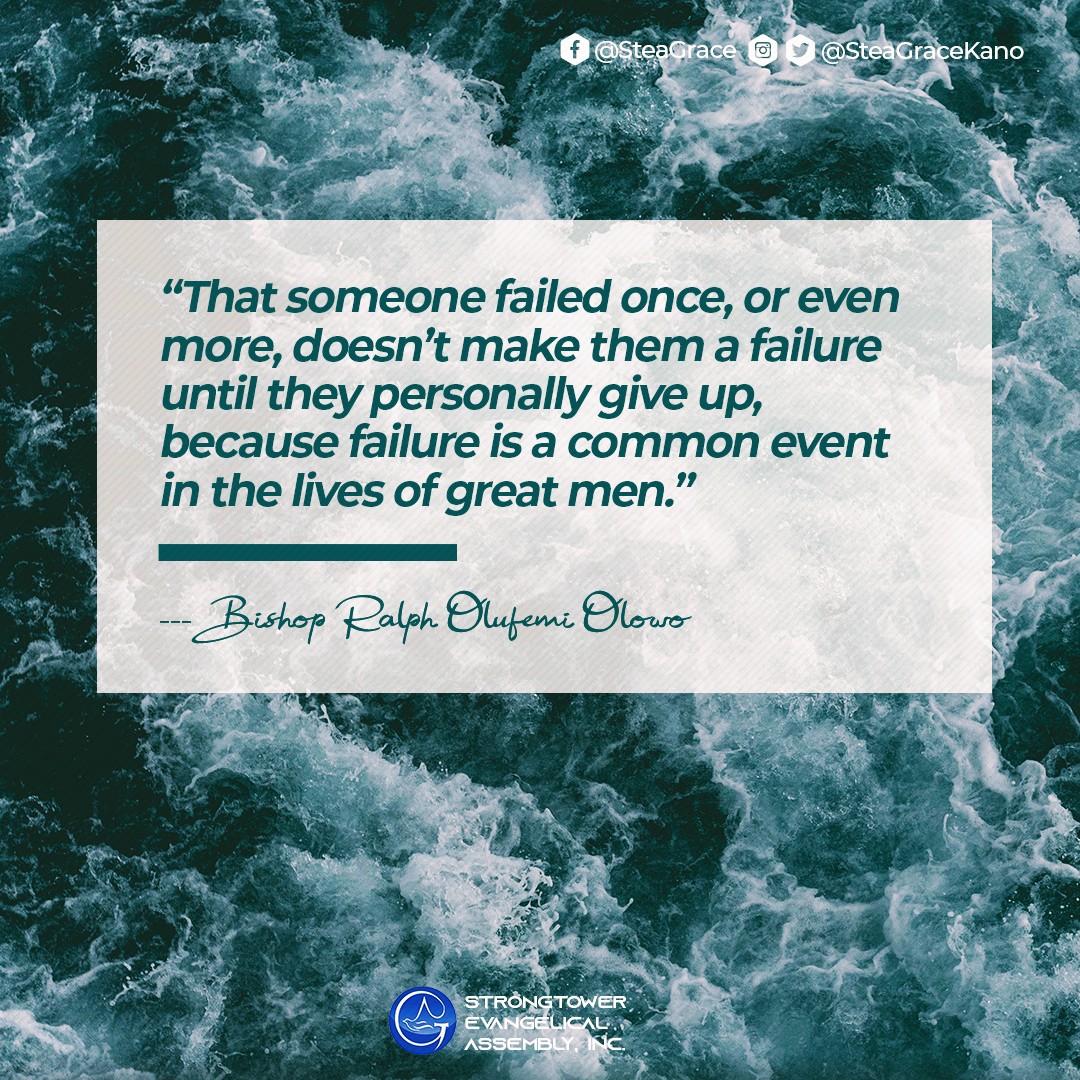 @SteaGrace @SteaGraceKano
“That someone failed once, or even
more, doesn’t make them a failure
until they personally give up,
because failure is a common event
in the lives of great men.”
--- Bishop Ralph Olufemi Olowo
STRONGTOWER
EVANGELICAL
ASSEMBLY, INC.